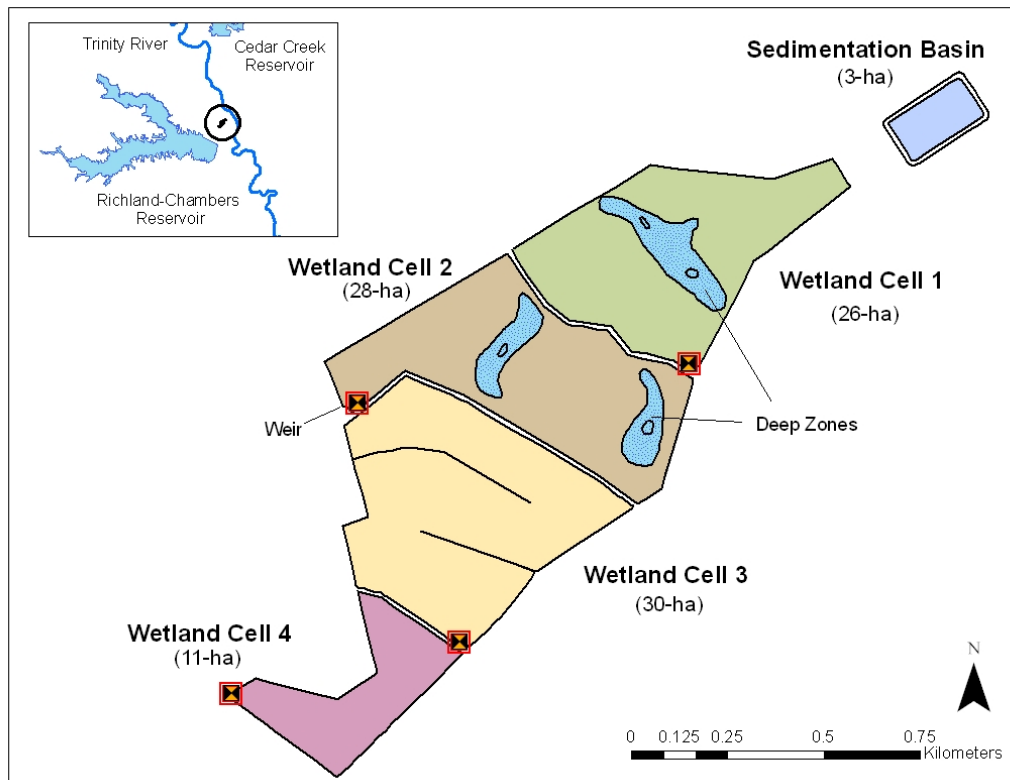 Trinity River
Cedar Creek
Reservoir
Richland-Chambers
Reservoir
Sedimentation Basin
(3-ha)
Wetland Cell 2
(28-ha)
Wetland Cell 1
(26-ha)
Weir
Deep Zones
Wetland Cell 3
(30-ha)
Wetland Cell 4
(11-ha)
N
0 0.125 0.25 0.5 0.75
Kilometers